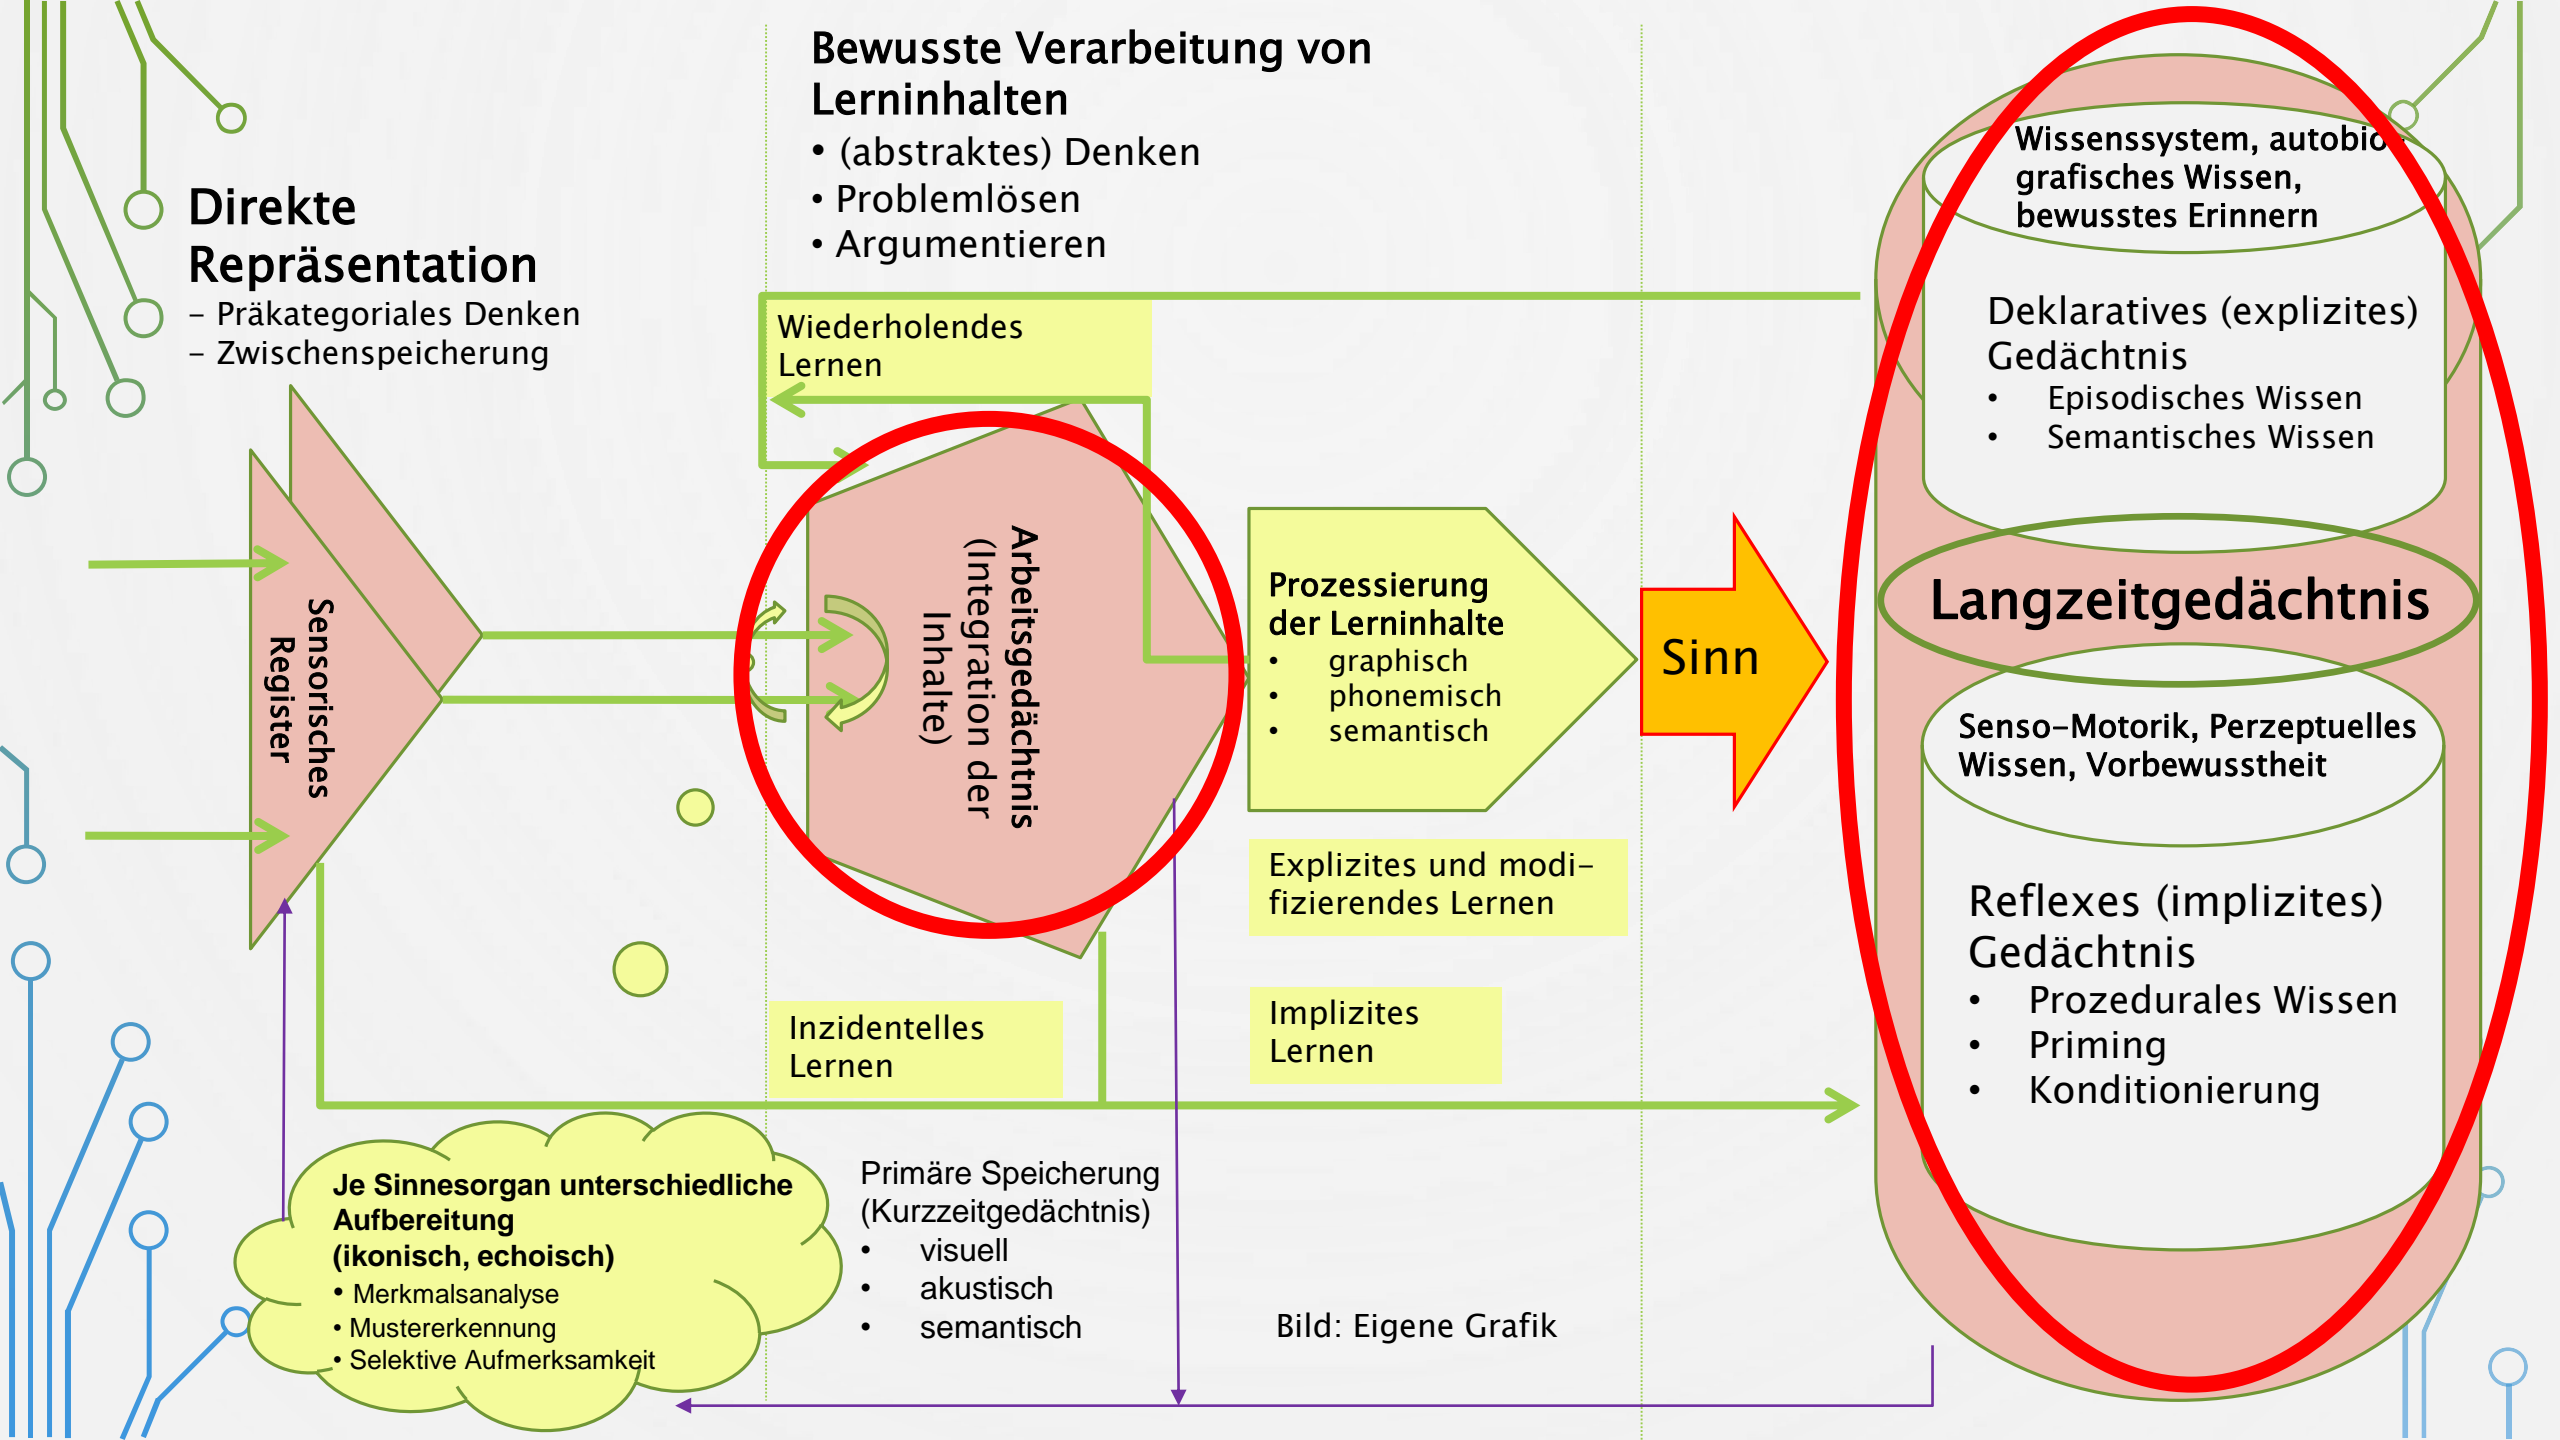 Bewusste Verarbeitung von
Lerninhalten
• (abstraktes) Denken
• Problemlösen
• Argumentieren
Direkte
Repräsentation
– Präkategoriales Denken
– Zwischenspeicherung
Wiederholendes
Lernen
Sensorisches
Register
Arbeitsgedächtnis
(Integration der
Inhalte)
Prozessierung
der Lerninhalte
• graphisch
• phonemisch
• semantisch
Sinn
Explizites und modi–
fizierendes Lernen
Inzidentelles
Lernen
Implizites
Lernen
Je Sinnesorgan unterschiedliche
Aufbereitung
(ikonisch, echoisch)
• Merkmalsanalyse
• Mustererkennung
• Selektive Aufmerksamkeit
Primäre Speicherung
(Kurzzeitgedächtnis)
• visuell
• akustisch
• semantisch
Bild: Eigene Grafik
Wissenssystem, autobio–
grafisches Wissen,
bewusstes Erinnern
Deklaratives (explizites)
Gedächtnis
• Episodisches Wissen
• Semantisches Wissen
Langzeitgedächtnis
Senso–Motorik, Perzeptuelles
Wissen, Vorbewusstheit
Reflexes (implizites)
Gedächtnis
• Prozedurales Wissen
• Priming
• Konditionierung